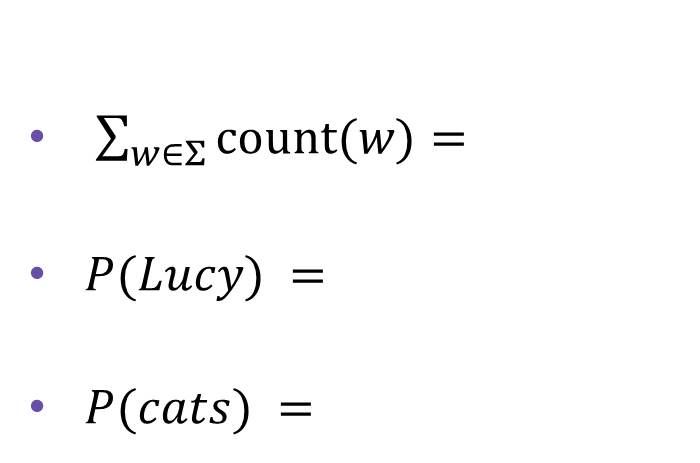 • ∑w∈Σ count(w) =
• P(Lucy) =
• P(cats) =